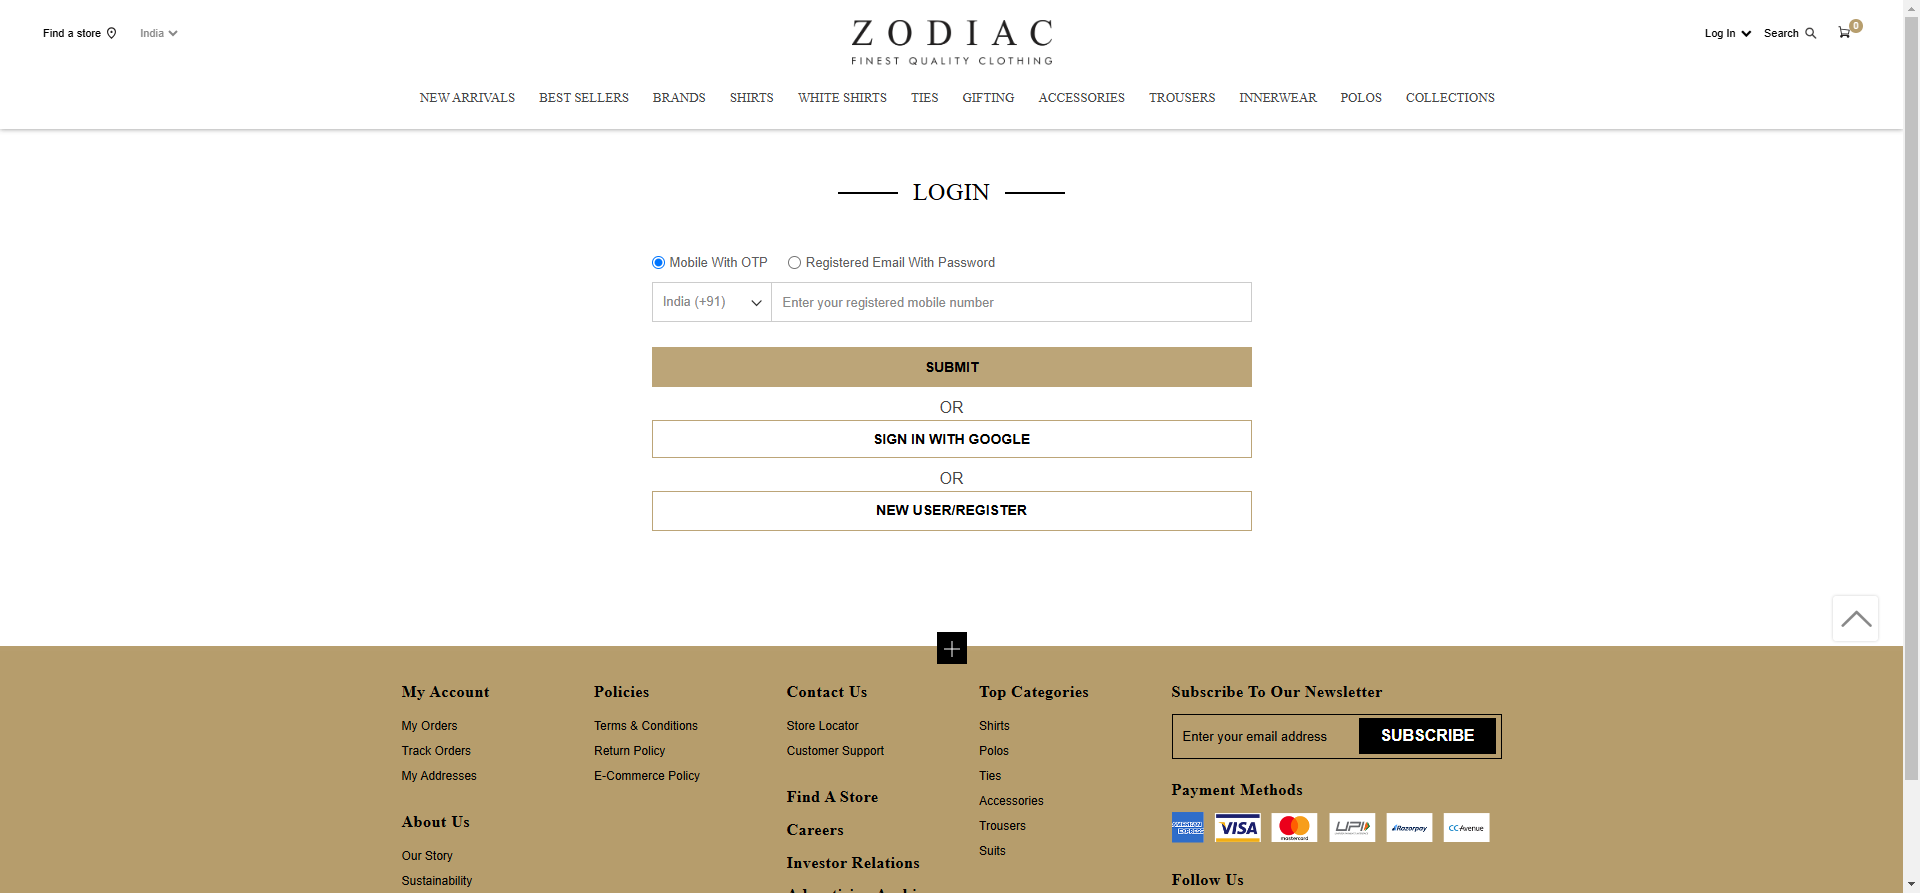 Find a store
India
ZODIAC
FINEST QUALITY CLOTHING
Log In
Search
0
NEW ARRIVALS BEST SELLERS BRANDS SHIRTS WHITE SHIRTS TIES GIFTING ACCESSORIES TROUSERS INNERWEAR POLOS COLLECTIONS
LOGIN
Mobile With OTP Registered Email With Password
India (+91) Enter your registered mobile number
SUBMIT
OR
SIGN IN WITH GOOGLE
OR
NEW USER/REGISTER
My Account
My Orders
Track Orders
My Addresses
About Us
Our Story
Sustainability
Policies
Terms & Conditions
Return Policy
E-Commerce Policy
Contact Us
Store Locator
Customer Support
Find A Store
Careers
Investor Relations
Top Categories
Shirts
Polos
Ties
Accessories
Trousers
Suits
Subscribe To Our Newsletter
Enter your email address SUBSCRIBE
Payment Methods
AMERICAN EXPRESS
VISA
mastercard
UPI
Razorpay
CCAvenue
Follow Us